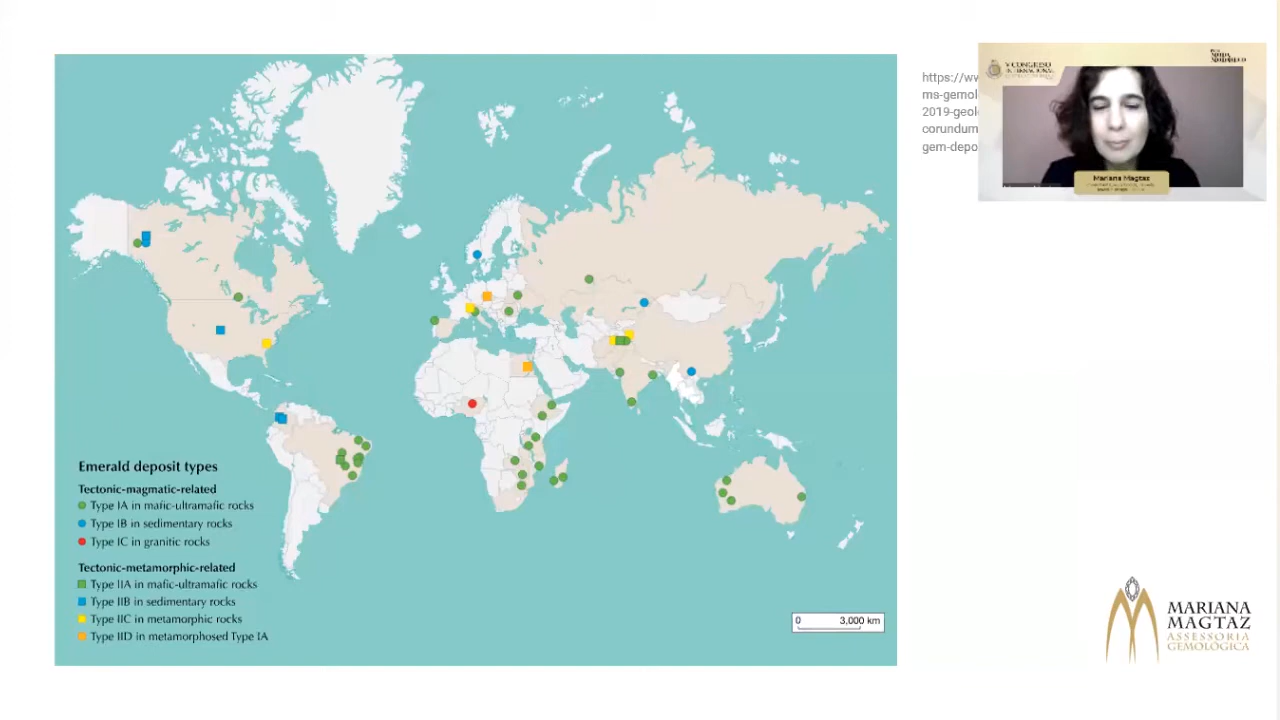 Emerald deposit types
Tectonic-magmatic-related
Type IA in mafic-ultramafic rocks
Type IB in sedimentary rocks
Type IC in granitic rocks
Tectonic-metamorphic-related
Type IIA in mafic-ultramafic rocks
Type IIB in sedimentary rocks
Type IIC in metamorphic rocks
Type IID in metamorphosed Type IA
0 3,000 km
https://ww
ms-gemol
2019-geol
corundum
gem-depo
V CONGRESO
INTERNACIONAL
Mariana Magtaz
MARIANA
MAGTAZ
ASSESSORIA
GEMOLÓGICA